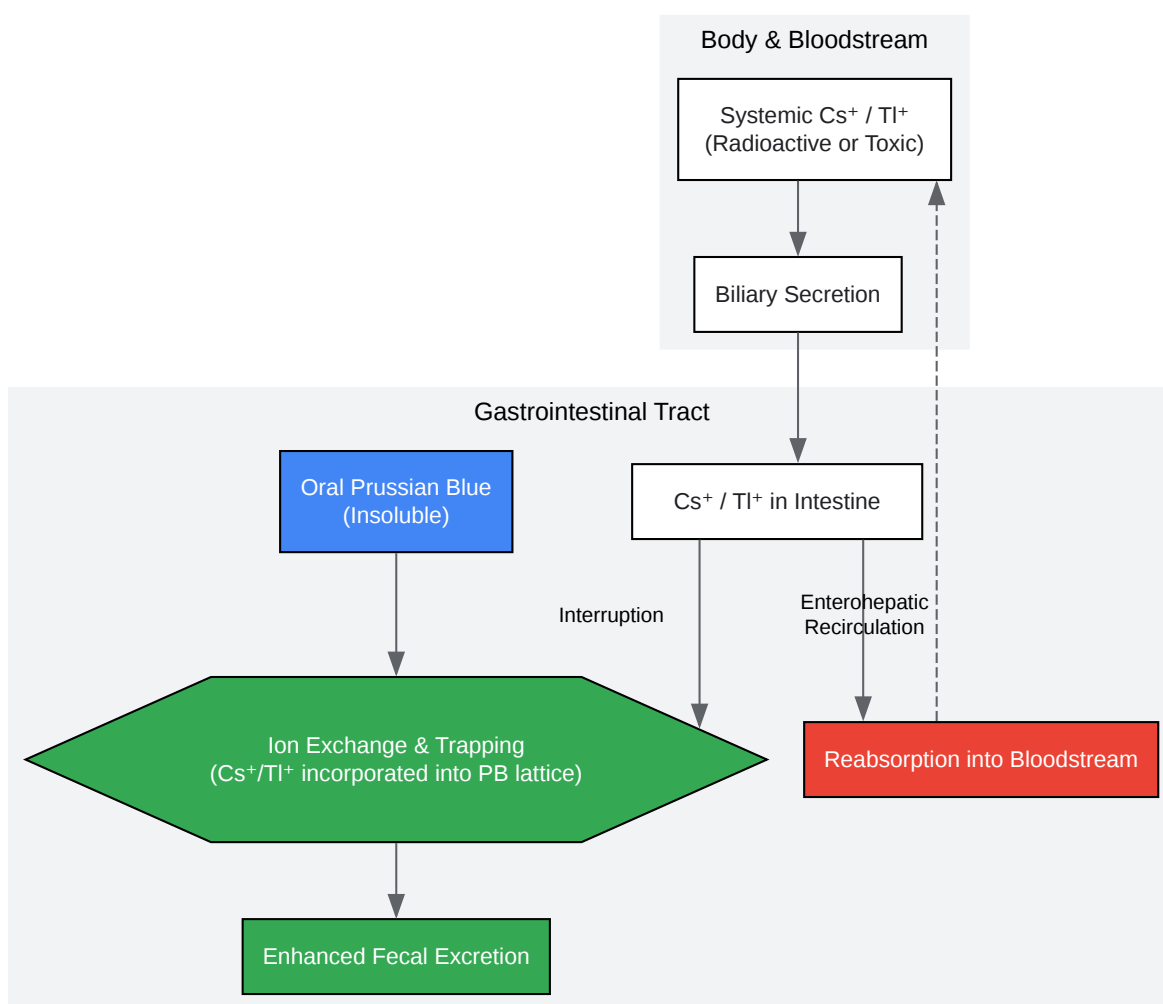 Body & Bloodstream
Systemic Cs⁺ / Tl⁺
(Radioactive or Toxic)
Biliary Secretion
Gastrointestinal Tract
Oral Prussian Blue
(Insoluble)
Cs⁺ / Tl⁺ in Intestine
Interruption
Enterohepatic
Recirculation
Ion Exchange & Trapping
(Cs⁺/Tl⁺ incorporated into PB lattice)
Reabsorption into Bloodstream
Enhanced Fecal Excretion